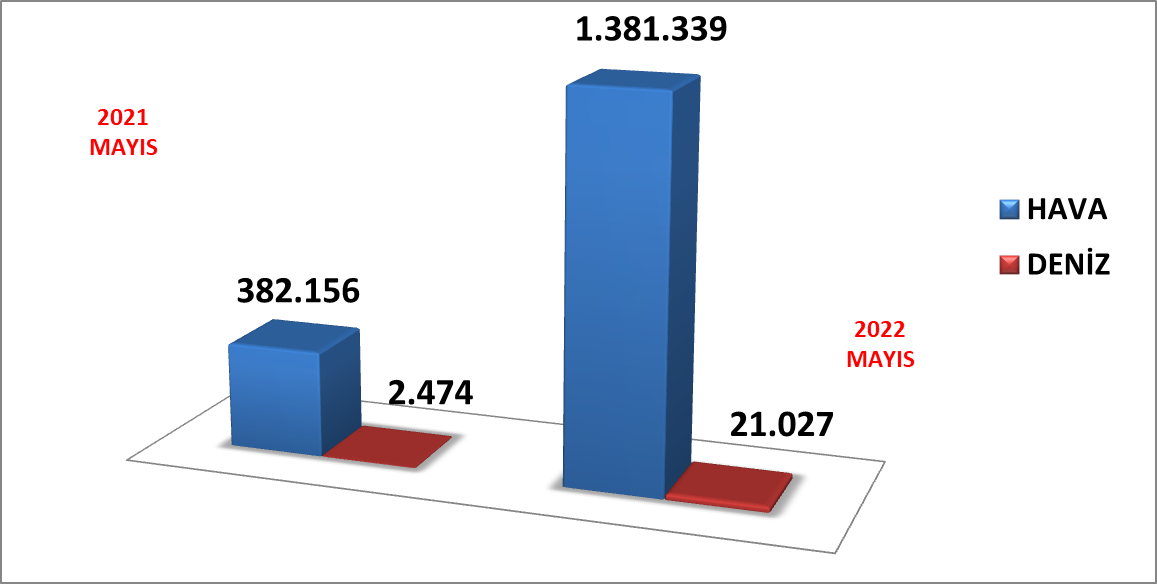 1.381.339
2021
MAYIS
HAVA
DENİZ
382.156
2022
MAYIS
2.474
21.027